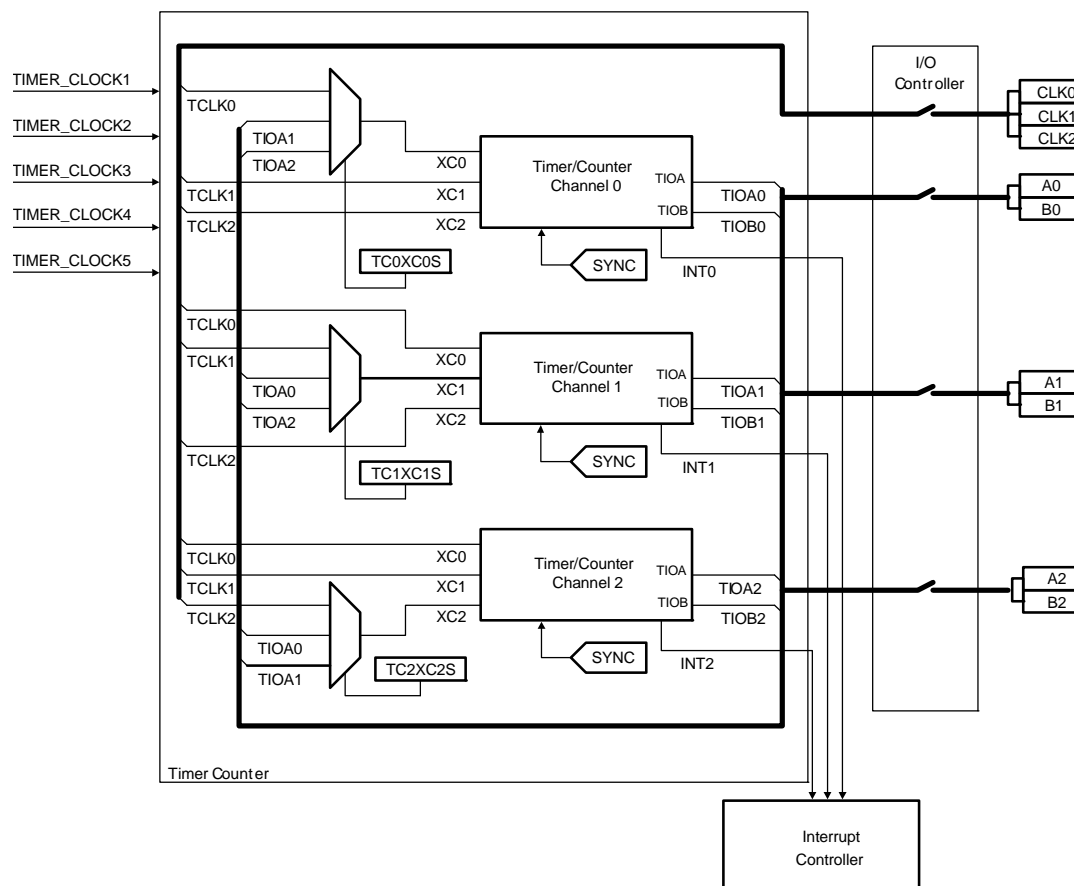 TIMER_CLOCK1
TIMER_CLOCK2
TIMER_CLOCK3
TIMER_CLOCK4
TIMER_CLOCK5
TCLK0
TIOA1
TIOA2
TCLK1
TCLK2
XC0
XC1
XC2
Timer/Counter
Channel 0
TIOA
TIOB
TIOA0
TIOB0
TC0XC0S
SYNC
INT0
TCLK0
TCLK1
TIOA0
TIOA2
TCLK2
XC0
XC1
XC2
Timer/Counter
Channel 1
TIOA
TIOB
TIOA1
TIOB1
TC1XC1S
SYNC
INT1
TCLK0
TCLK1
TCLK2
TIOA0
TIOA1
XC0
XC1
XC2
Timer/Counter
Channel 2
TIOA
TIOB
TIOA2
TIOB2
TC2XC2S
SYNC
INT2
Timer Counter
I/O
Controller
CLK0
CLK1
CLK2
A0
B0
A1
B1
A2
B2
Interrupt
Controller